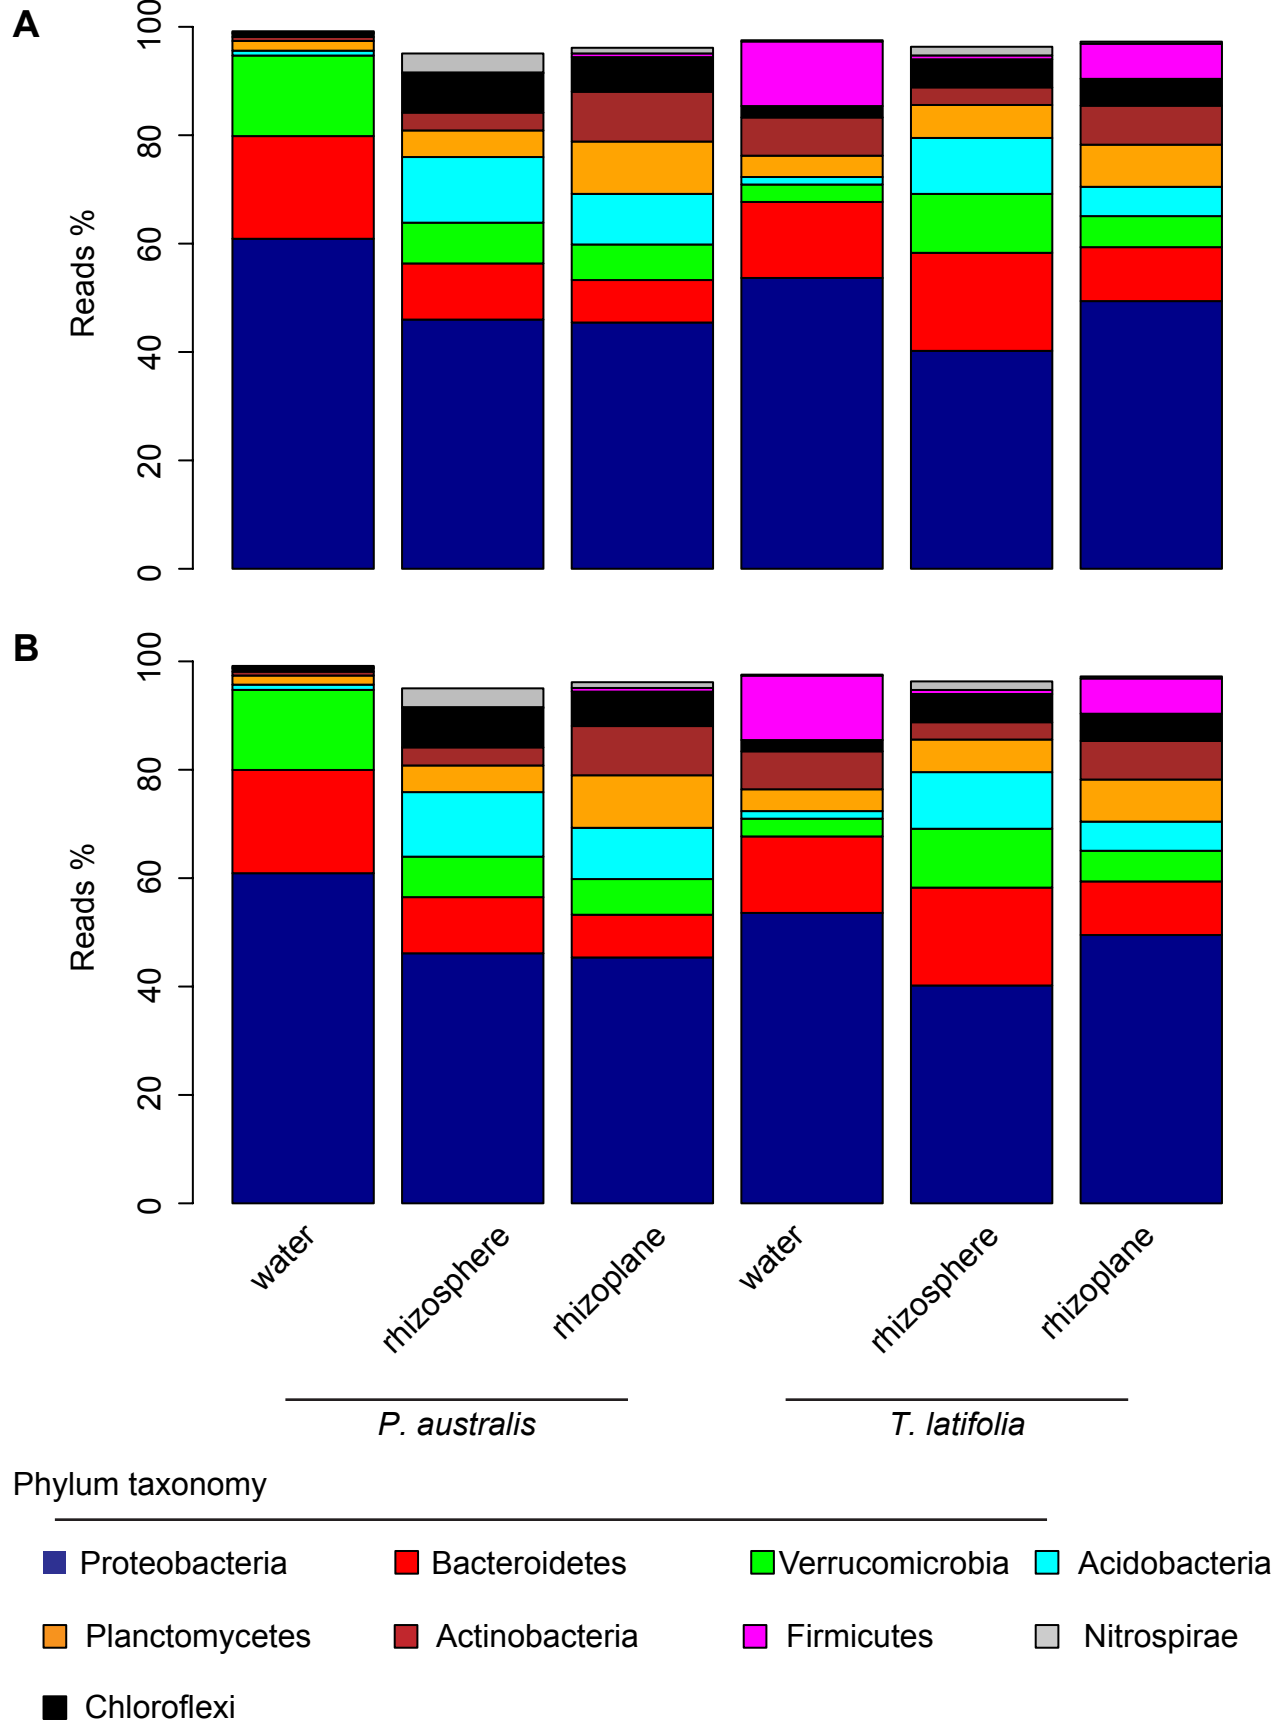 A
100
80
60
40
20
0
Reads %
B
100
80
60
40
20
0
Reads %
water
rhizosphere
rhizoplane
water
rhizosphere
rhizoplane
P. australis
T. latifolia
Phylum taxonomy
Proteobacteria Bacteroidetes Verrucomicrobia Acidobacteria
Planctomycetes Actinobacteria Firmicutes Nitrospirae
Chloroflexi